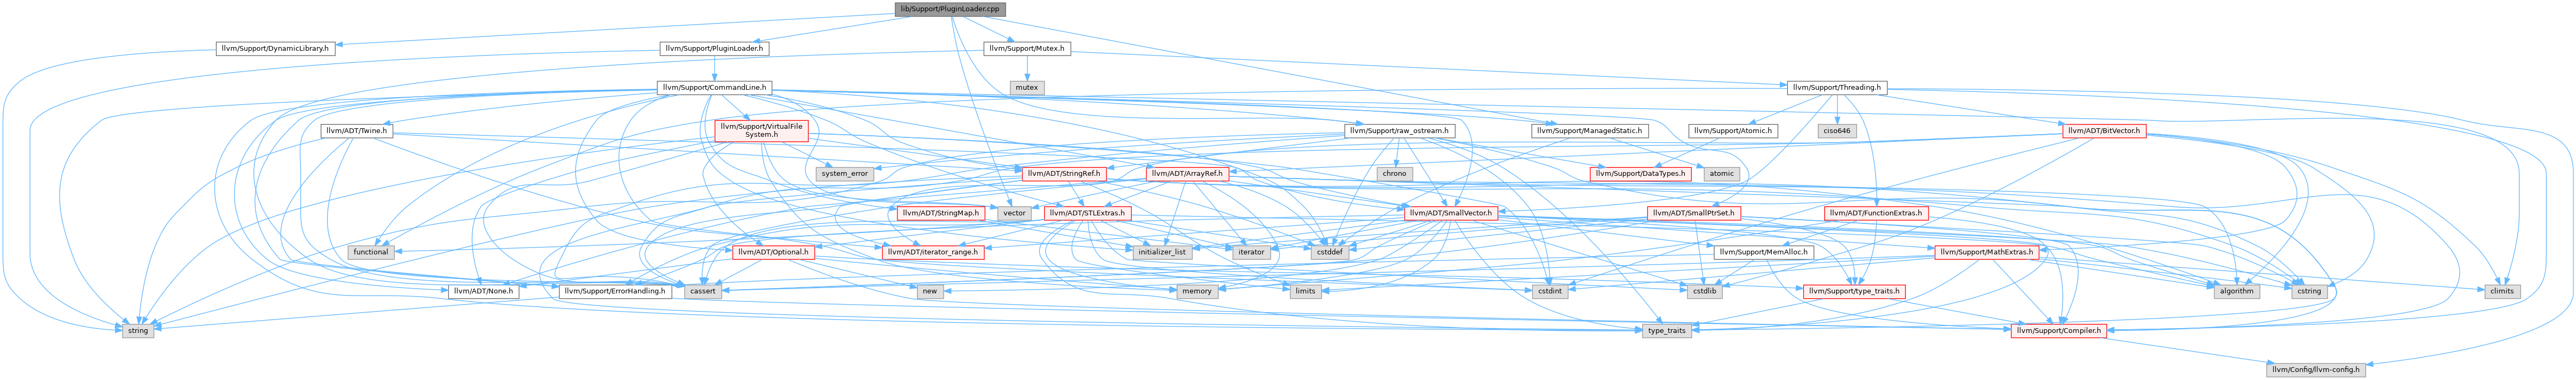 lib/Support/PluginLoader.cpp
llvm/Support/DynamicLibrary.h
llvm/Support/PluginLoader.h
llvm/Support/Mutex.h
llvm/Support/CommandLine.h
mutex
llvm/Support/Threading.h
llvm/ADT/Twine.h
llvm/Support/VirtualFile
System.h
llvm/Support/raw_ostream.h
llvm/Support/ManagedStatic.h
llvm/Support/Atomic.h
ciso646
llvm/ADT/BitVector.h
system_error
llvm/ADT/StringRef.h
llvm/ADT/ArrayRef.h
chrono
llvm/Support/DataTypes.h
atomic
llvm/ADT/StringMap.h
vector
llvm/ADT/STLExtras.h
llvm/ADT/SmallVector.h
llvm/ADT/SmallPtrSet.h
llvm/ADT/FunctionExtras.h
functional
llvm/ADT/Optional.h
llvm/ADT/iterator_range.h
initializer_list
iterator
cstddef
llvm/Support/MemAlloc.h
llvm/Support/MathExtras.h
llvm/ADT/None.h
llvm/Support/ErrorHandling.h
cassert
new
memory
limits
cstdint
cstdlib
llvm/Support/type_traits.h
algorithm
cstring
climits
string
type_traits
llvm/Support/Compiler.h
llvm/Config/llvm-config.h